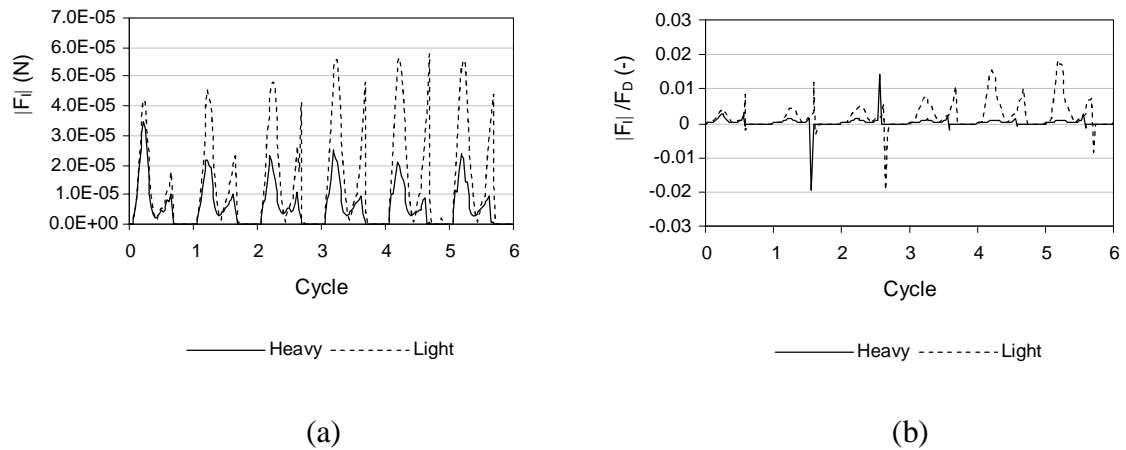 7.0E-05
6.0E-05
5.0E-05
4.0E-05
3.0E-05
2.0E-05
1.0E-05
0.0E+00
|F_I| (N)
0 1 2 3 4 5 6
Cycle
Heavy Light
(a)
0.03
0.02
0.01
0
-0.01
-0.02
-0.03
|F_I| /F_D (-)
0 1 2 3 4 5 6
Cycle
Heavy Light
(b)